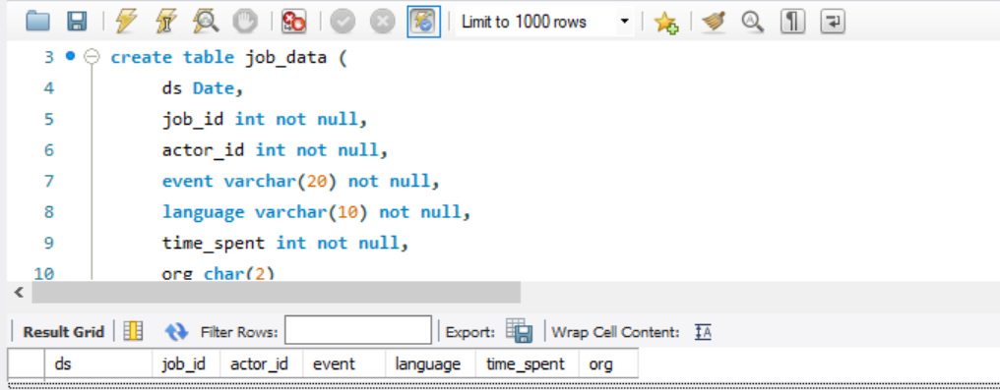 Limit to 1000 rows
3 create table job_data (
4 ds Date,
5 job_id int not null,
6 actor_id int not null,
7 event varchar(20) not null,
8 language varchar(10) not null,
9 time_spent int not null,
10 org char(2)
Result Grid Filter Rows: Export: Wrap Cell Content:
ds job_id actor_id event language time_spent org